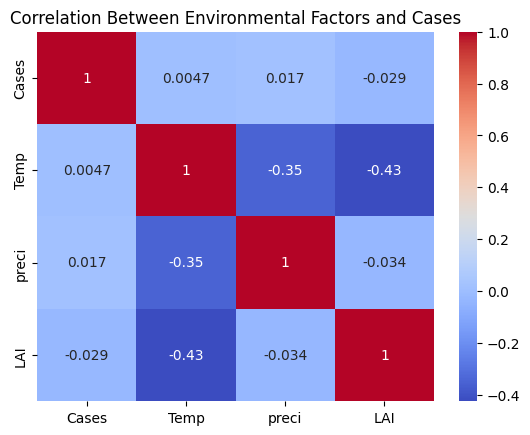 Correlation Between Environmental Factors and Cases
Cases 1 0.0047 0.017 -0.029
Temp 0.0047 1 -0.35 -0.43
preci 0.017 -0.35 1 -0.034
LAI -0.029 -0.43 -0.034 1
Cases Temp preci LAI
1.0
0.8
0.6
0.4
0.2
0.0
-0.2
-0.4